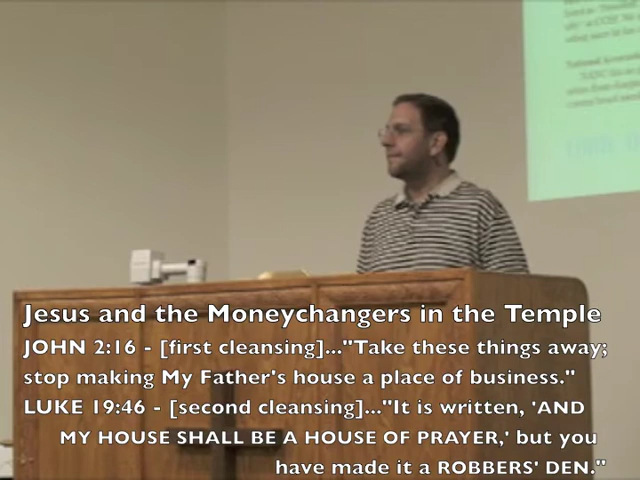 Jesus and the Moneychangers in the Temple
JOHN 2:16 - [first cleansing]..."Take these things away;
stop making My Father's house a place of business."
LUKE 19:46 - [second cleansing]..."It is written, 'AND
MY HOUSE SHALL BE A HOUSE OF PRAYER,' but you
have made it a ROBBERS' DEN."